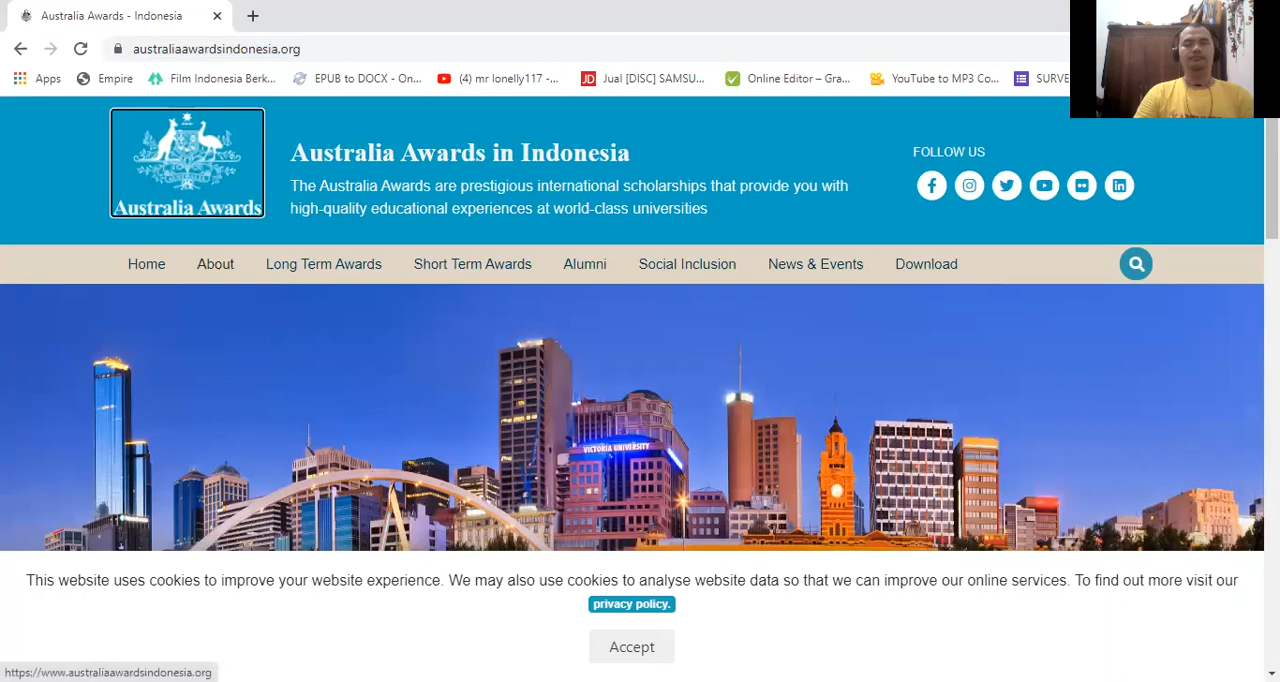 Australia Awards - Indonesia
australiaawardsindonesia.org
Apps Empire Film Indonesia Berk... EPUB to DOCX - On... (4) mr lonelly117 -... Jual [DISC] SAMSU... Online Editor – Gra... YouTube to MP3 Co... SURVE
Australia Awards
Australia Awards in Indonesia
The Australia Awards are prestigious international scholarships that provide you with
high-quality educational experiences at world-class universities
FOLLOW US
Home About Long Term Awards Short Term Awards Alumni Social Inclusion News & Events Download
VICTORIA UNIVERSITY
This website uses cookies to improve your website experience. We may also use cookies to analyse website data so that we can improve our online services. To find out more visit our
privacy policy.
Accept
https://www.australiaawardsindonesia.org